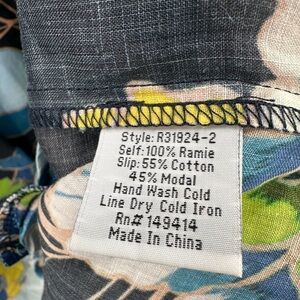 Style: R31924-2
Self: 100% Ramie
Slip: 55% Cotton
45% Modal
Hand Wash Cold
Line Dry Cold Iron
Rn# 149414
Made In China